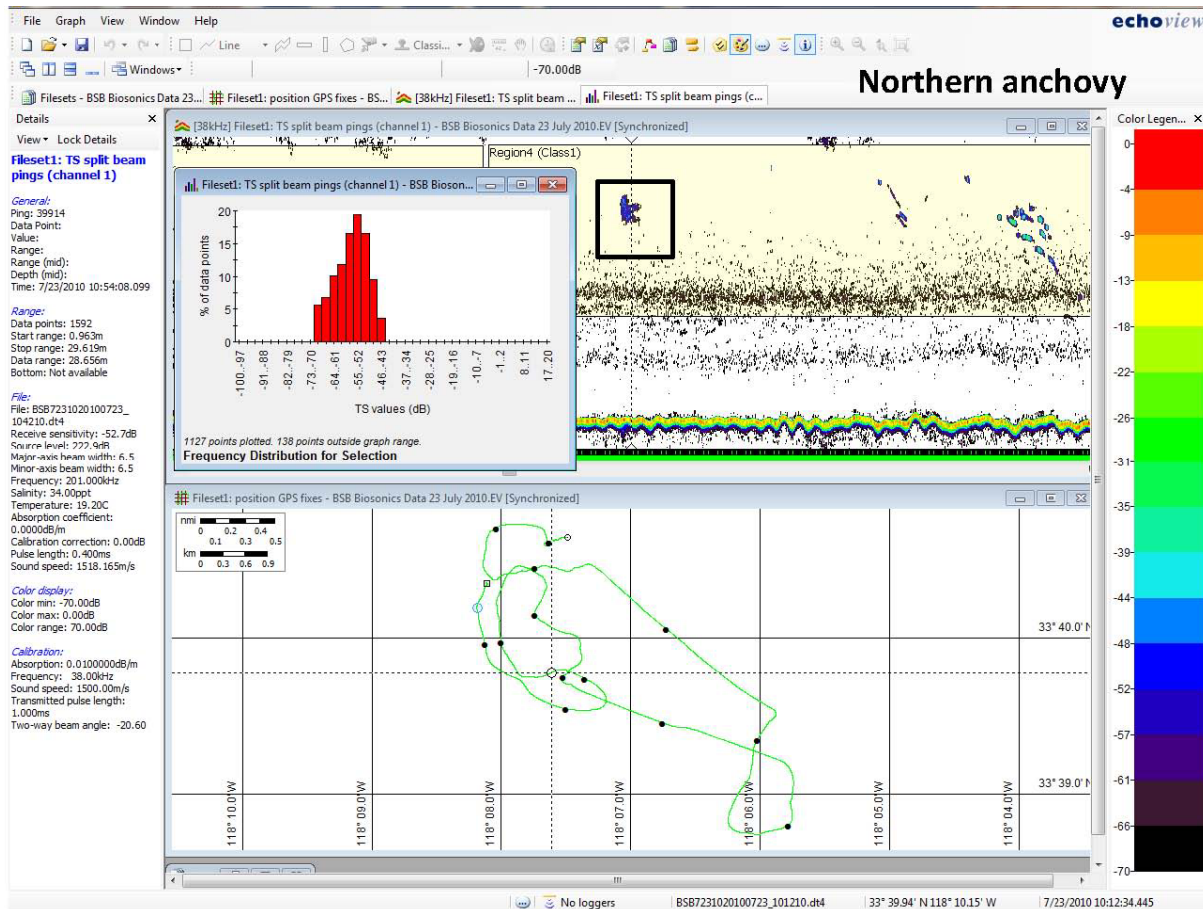 File Graph View Window Help
echoview
Line
Classi...
Windows
-70.00dB
Northern anchovy
Filesets - BSB Biosonics Data 23... Fileset1: position GPS fixes - BS... [38kHz] Fileset1: TS split beam ... Fileset1: TS split beam pings (c...
Details
View Lock Details
Fileset1: TS split beam
pings (channel 1)
General:
Ping: 39914
Data Point:
Value:
Range:
Range (mid):
Depth (mid):
Time: 7/23/2010 10:54:08.099
Range:
Data points: 1592
Start range: 0.963m
Stop range: 29.619m
Data range: 28.656m
Bottom: Not available
File:
File: BSB7231020100723_
104210.dt4
Receive sensitivity: -52.7dB
Source level: 222.9dB
Major-axis beam width: 6.5
Minor-axis beam width: 6.5
Frequency: 201.000kHz
Salinity: 34.00ppt
Temperature: 19.20C
Absorption coefficient:
0.0000dB/m
Calibration correction: 0.00dB
Pulse length: 0.400ms
Sound speed: 1518.165m/s
Color display:
Color min: -70.00dB
Color max: 0.00dB
Color range: 70.00dB
Calibration:
Absorption: 0.0100000dB/m
Frequency: 38.00kHz
Sound speed: 1500.00m/s
Transmitted pulse length:
1.000ms
Two-way beam angle: -20.60
[38kHz] Fileset1: TS split beam pings (channel 1) - BSB Biosonics Data 23 July 2010.EV [Synchronized]
Region4 (Class1)
Fileset1: TS split beam pings (channel 1) - BSB Bioson...
% of data points
20
15
10
5
0
-100..-97
-91..-88
-82..-79
-73..-70
-64..-61
-55..-52
-46..-43
-37..-34
-28..-25
-19..-16
-10..-7
-1..2
8..11
17..20
TS values (dB)
1127 points plotted. 138 points outside graph range.
Frequency Distribution for Selection
Fileset1: position GPS fixes - BSB Biosonics Data 23 July 2010.EV [Synchronized]
nmi
0 0.2 0.4
0.1 0.3 0.5
km
0 0.3 0.6 0.9
33° 40.0' N
33° 39.0' N
118° 10.0'W
118° 09.0'W
118° 08.0'W
118° 07.0'W
118° 06.0'W
118° 05.0'W
118° 04.0'W
Color Legen...
0
-4
-9
-13
-18
-22
-26
-31
-35
-39
-44
-48
-52
-57
-61
-66
-70
No loggers BSB7231020100723_101210.dt4 33° 39.94' N 118° 10.15' W 7/23/2010 10:12:34.445